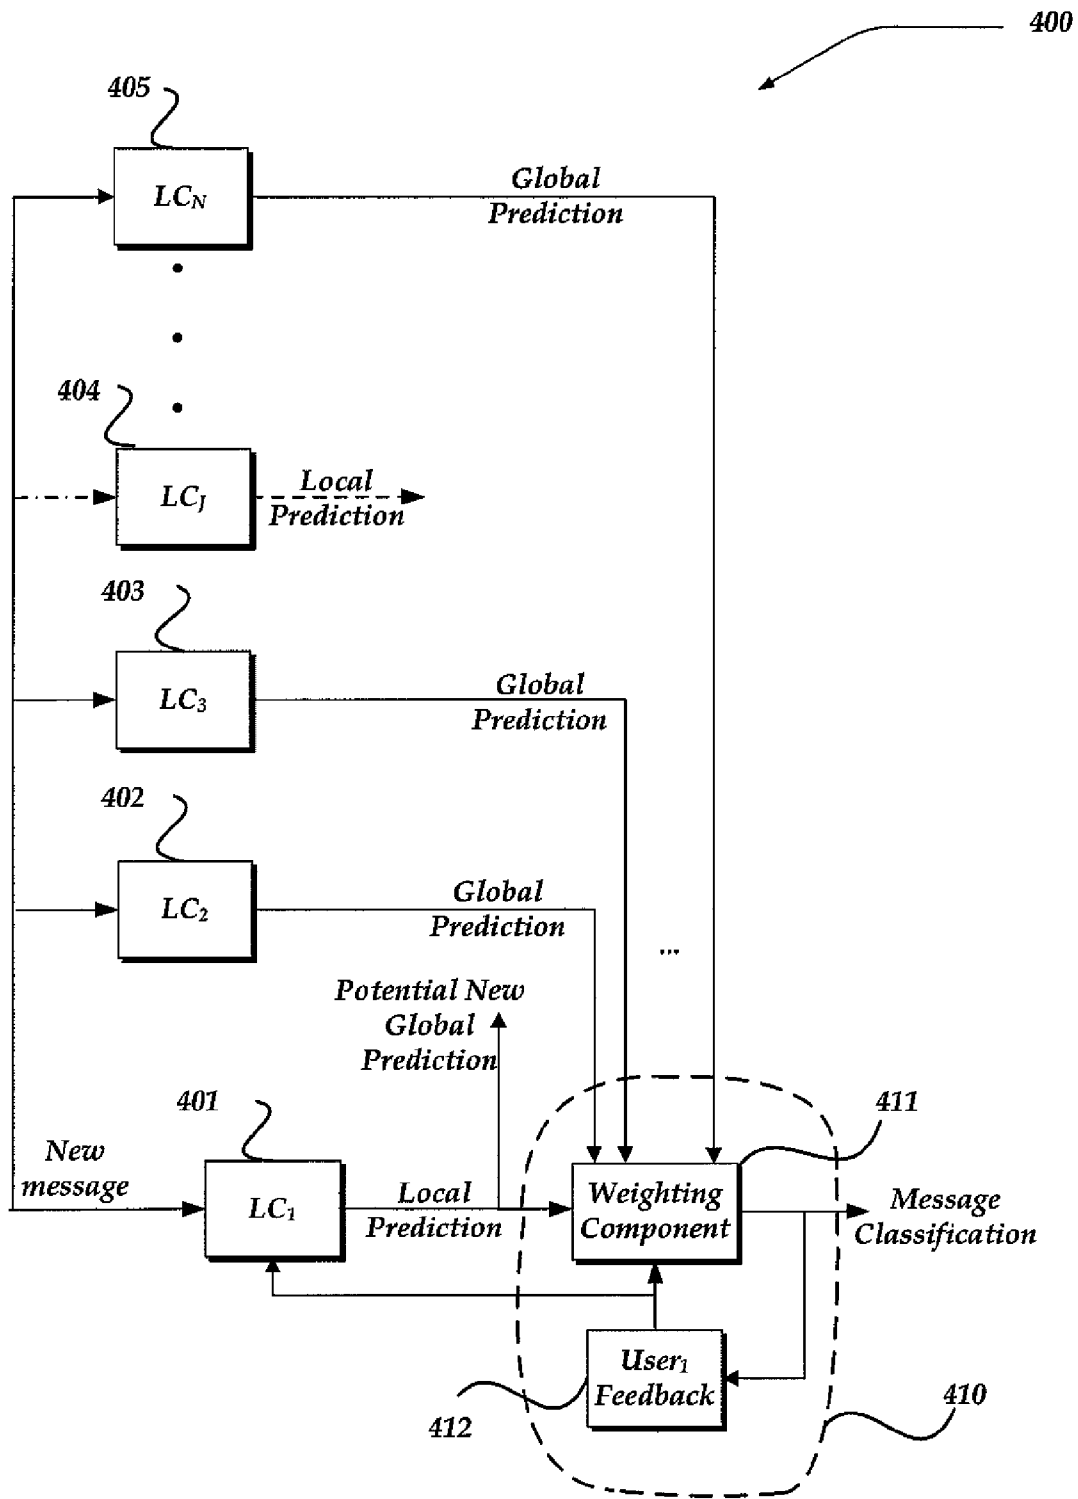 400
405
LCN
Global
Prediction
404
LCJ
Local
Prediction
403
LC3
Global
Prediction
402
LC2
Global
Prediction
...
Potential New
Global
Prediction
401
411
New
message
LC1
Local
Prediction
Weighting
Component
Message
Classification
User1
Feedback
412
410